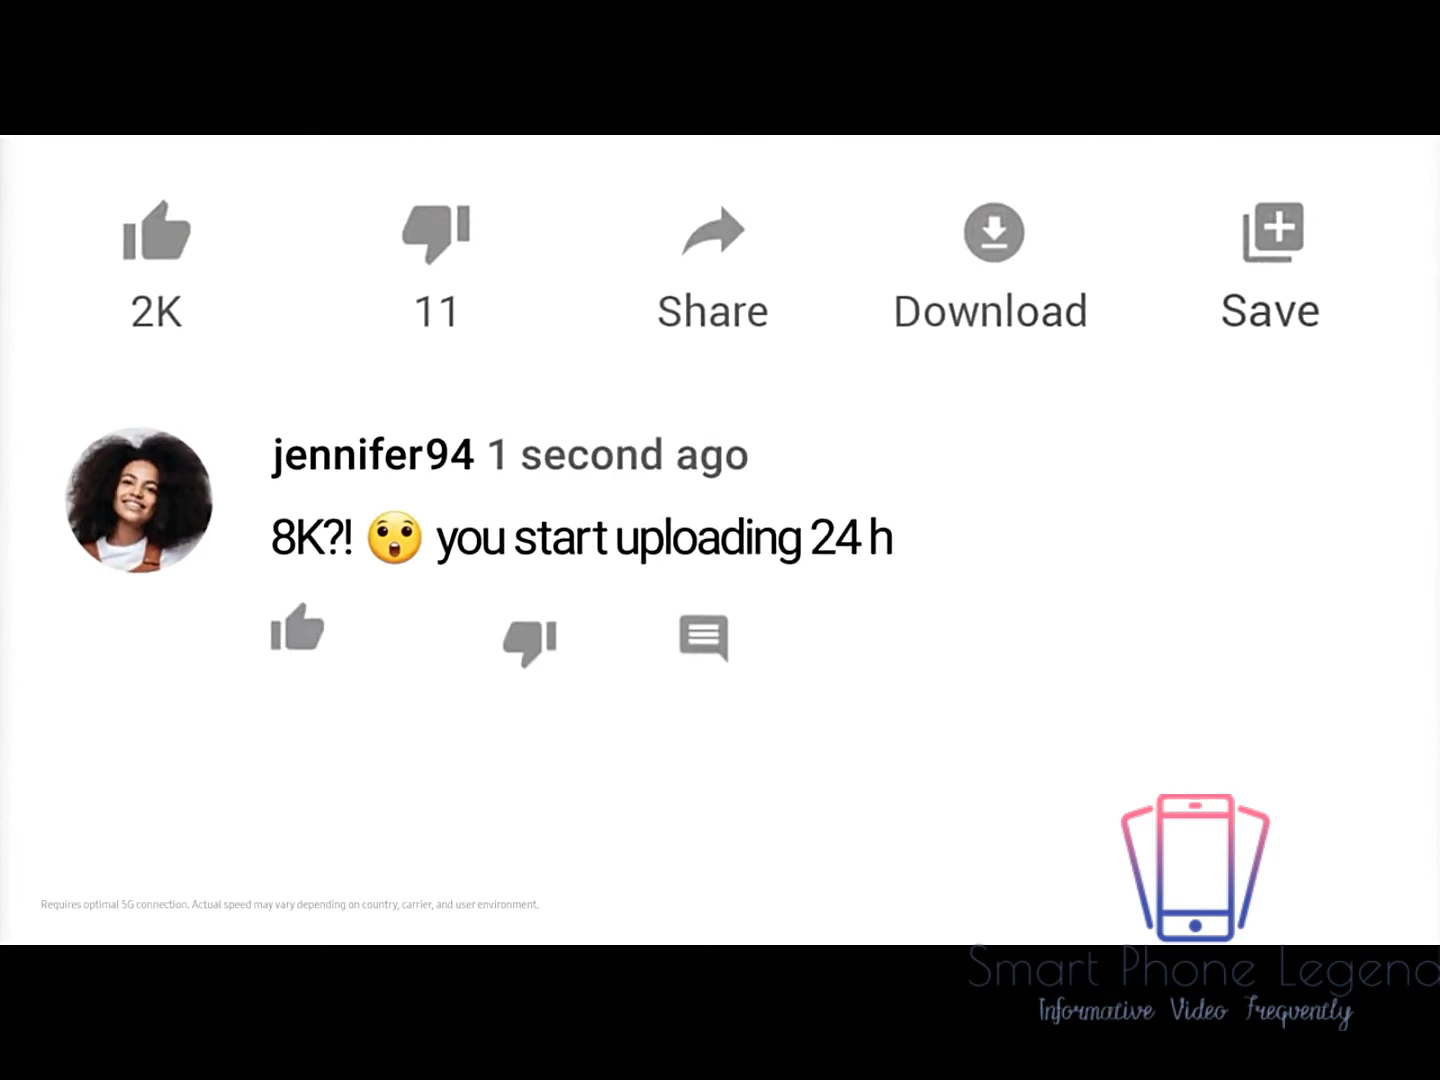 2K 11 Share Download Save
jennifer94 1 second ago
8K?! 😲 you start uploading 24 h
Requires optimal 5G connection. Actual speed may vary depending on country, carrier, and user environment.
Smart Phone Legend
Informative Video Frequently